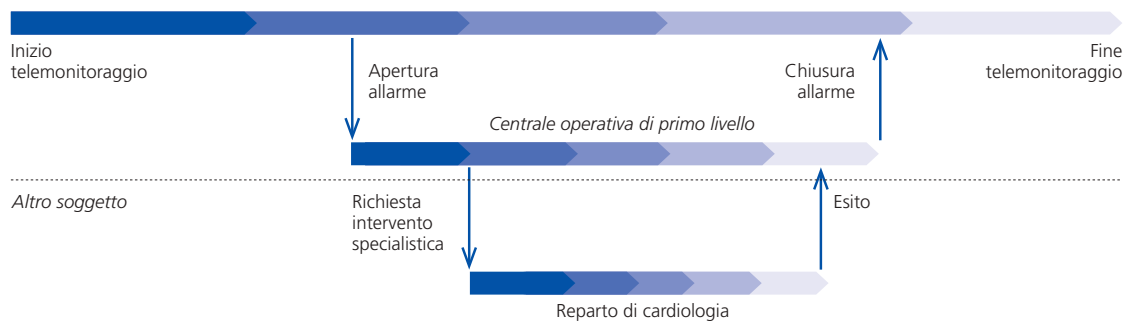 Inizio
telemonitoraggio
Apertura
allarme
Chiusura
allarme
Fine
telemonitoraggio
Centrale operativa di primo livello
Altro soggetto
Richiesta
intervento
specialistica
Esito
Reparto di cardiologia